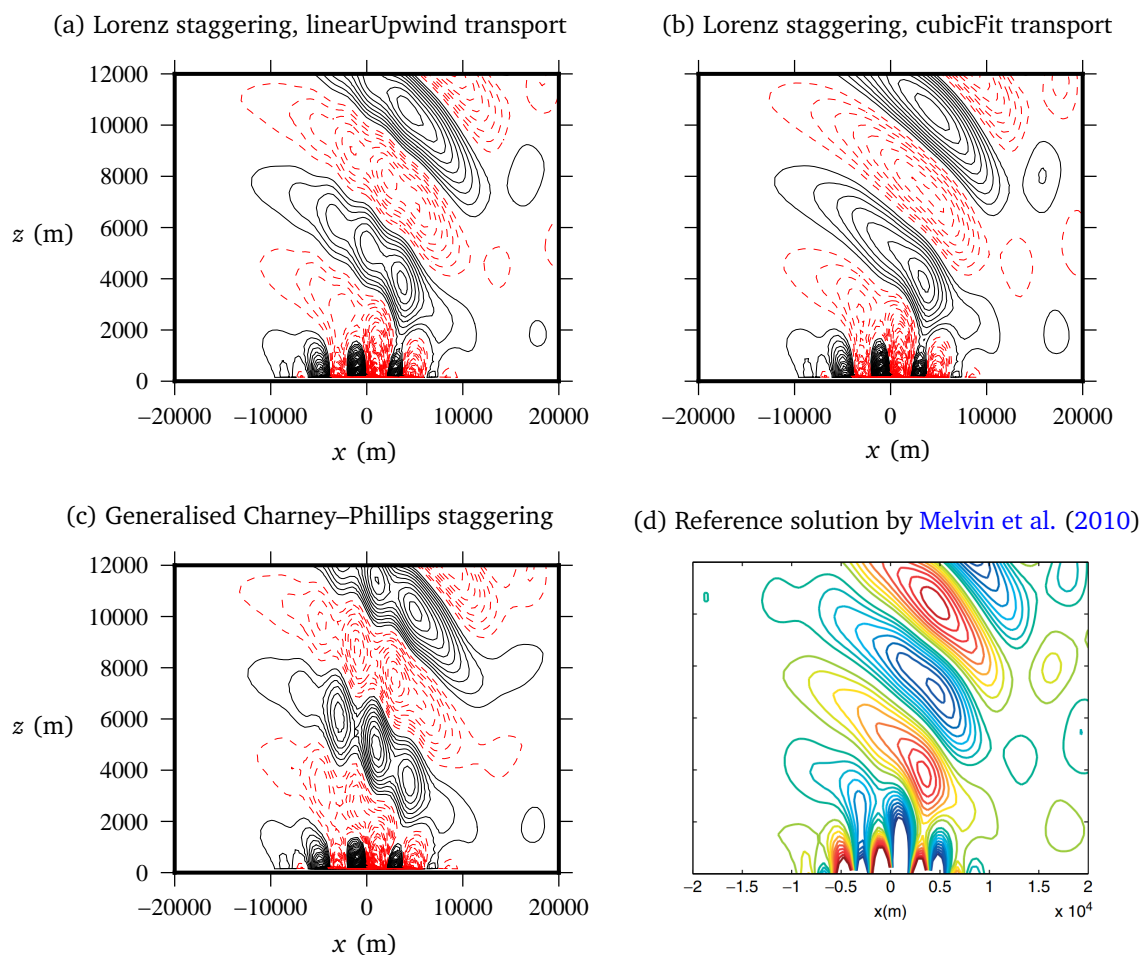 (a) Lorenz staggering, linearUpwind transport
12000
10000
8000
6000
4000
2000
0
z (m)
−20000 −10000 0 10000 20000
x (m)
(b) Lorenz staggering, cubicFit transport
12000
10000
8000
6000
4000
2000
0
z (m)
−20000 −10000 0 10000 20000
x (m)
(c) Generalised Charney–Phillips staggering
12000
10000
8000
6000
4000
2000
0
z (m)
−20000 −10000 0 10000 20000
x (m)
(d) Reference solution by Melvin et al. (2010)
−2 −1.5 −1 −0.5 0 0.5 1 1.5 2
x(m)
x 10⁴